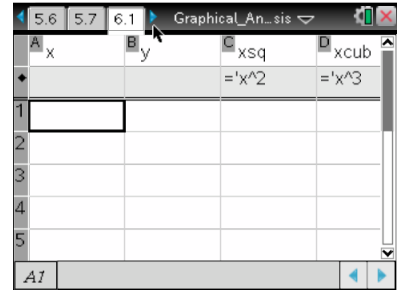 5.6 5.7 6.1 Graphical_An...sis
A x B y C xsq D xcub
='x^2 ='x^3
1
2
3
4
5
A1